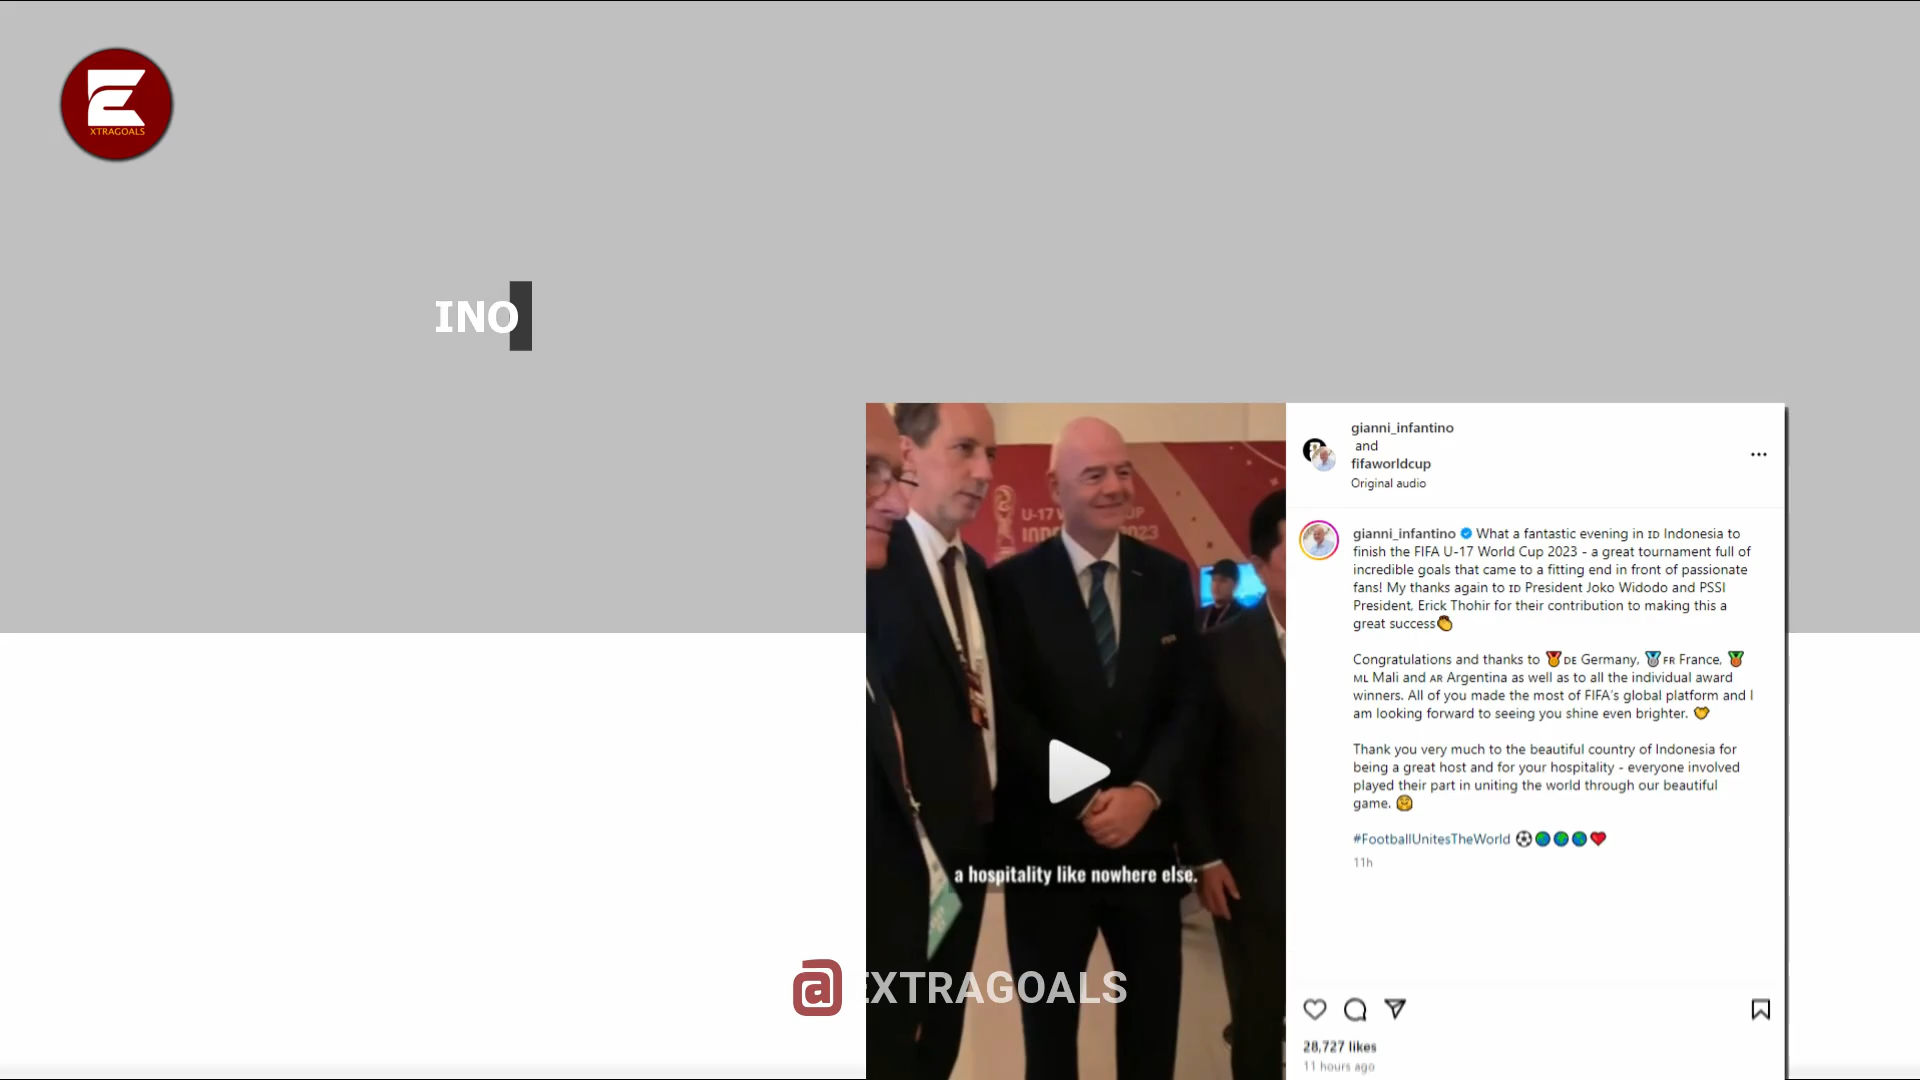 XTRAGOALS
INO
U-17 W CUP
2023
FIFA
a hospitality like nowhere else.
@EXTRAGOALS
gianni_infantino
and
fifaworldcup
Original audio
gianni_infantino What a fantastic evening in ID Indonesia to
finish the FIFA U-17 World Cup 2023 - a great tournament full of
incredible goals that came to a fitting end in front of passionate
fans! My thanks again to ID President Joko Widodo and PSSI
President, Erick Thohir for their contribution to making this a
great success👏
Congratulations and thanks to 🥇DE Germany, 🥈FR France, 🥉
ML Mali and AR Argentina as well as to all the individual award
winners. All of you made the most of FIFA's global platform and I
am looking forward to seeing you shine even brighter.
Thank you very much to the beautiful country of Indonesia for
being a great host and for your hospitality - everyone involved
played their part in uniting the world through our beautiful
game. 🤗
#FootballUnitesTheWorld ⚽🌍🌎🌏❤️
11h
28,727 likes
11 hours ago